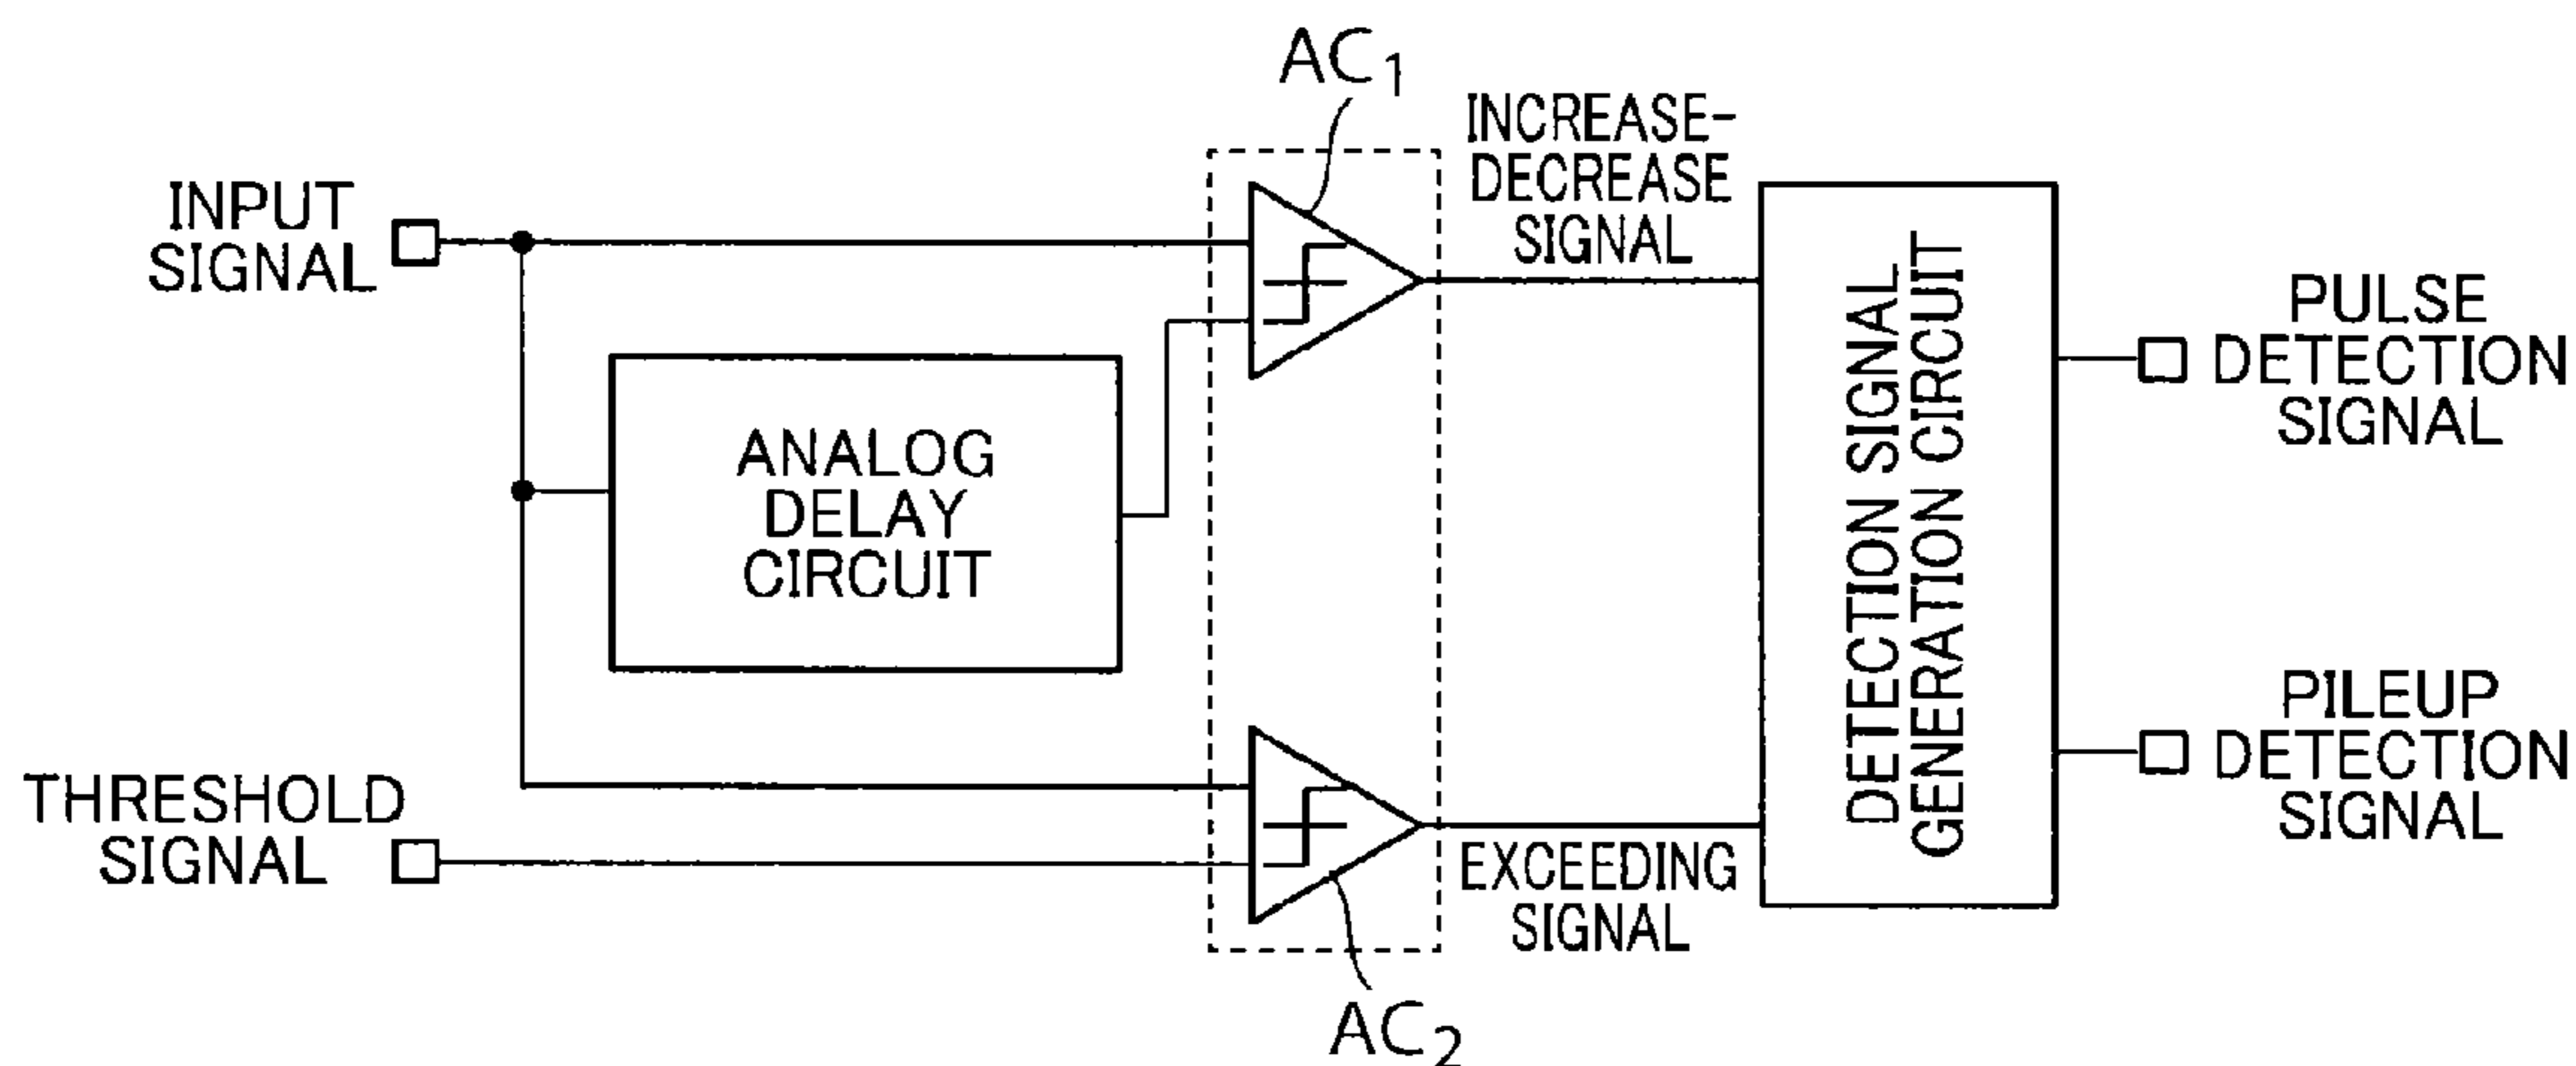 AC1
INCREASE-
DECREASE
SIGNAL
INPUT
SIGNAL
ANALOG
DELAY
CIRCUIT
DETECTION SIGNAL
GENERATION CIRCUIT
PULSE
DETECTION
SIGNAL
PILEUP
DETECTION
SIGNAL
THRESHOLD
SIGNAL
EXCEEDING
SIGNAL
AC2